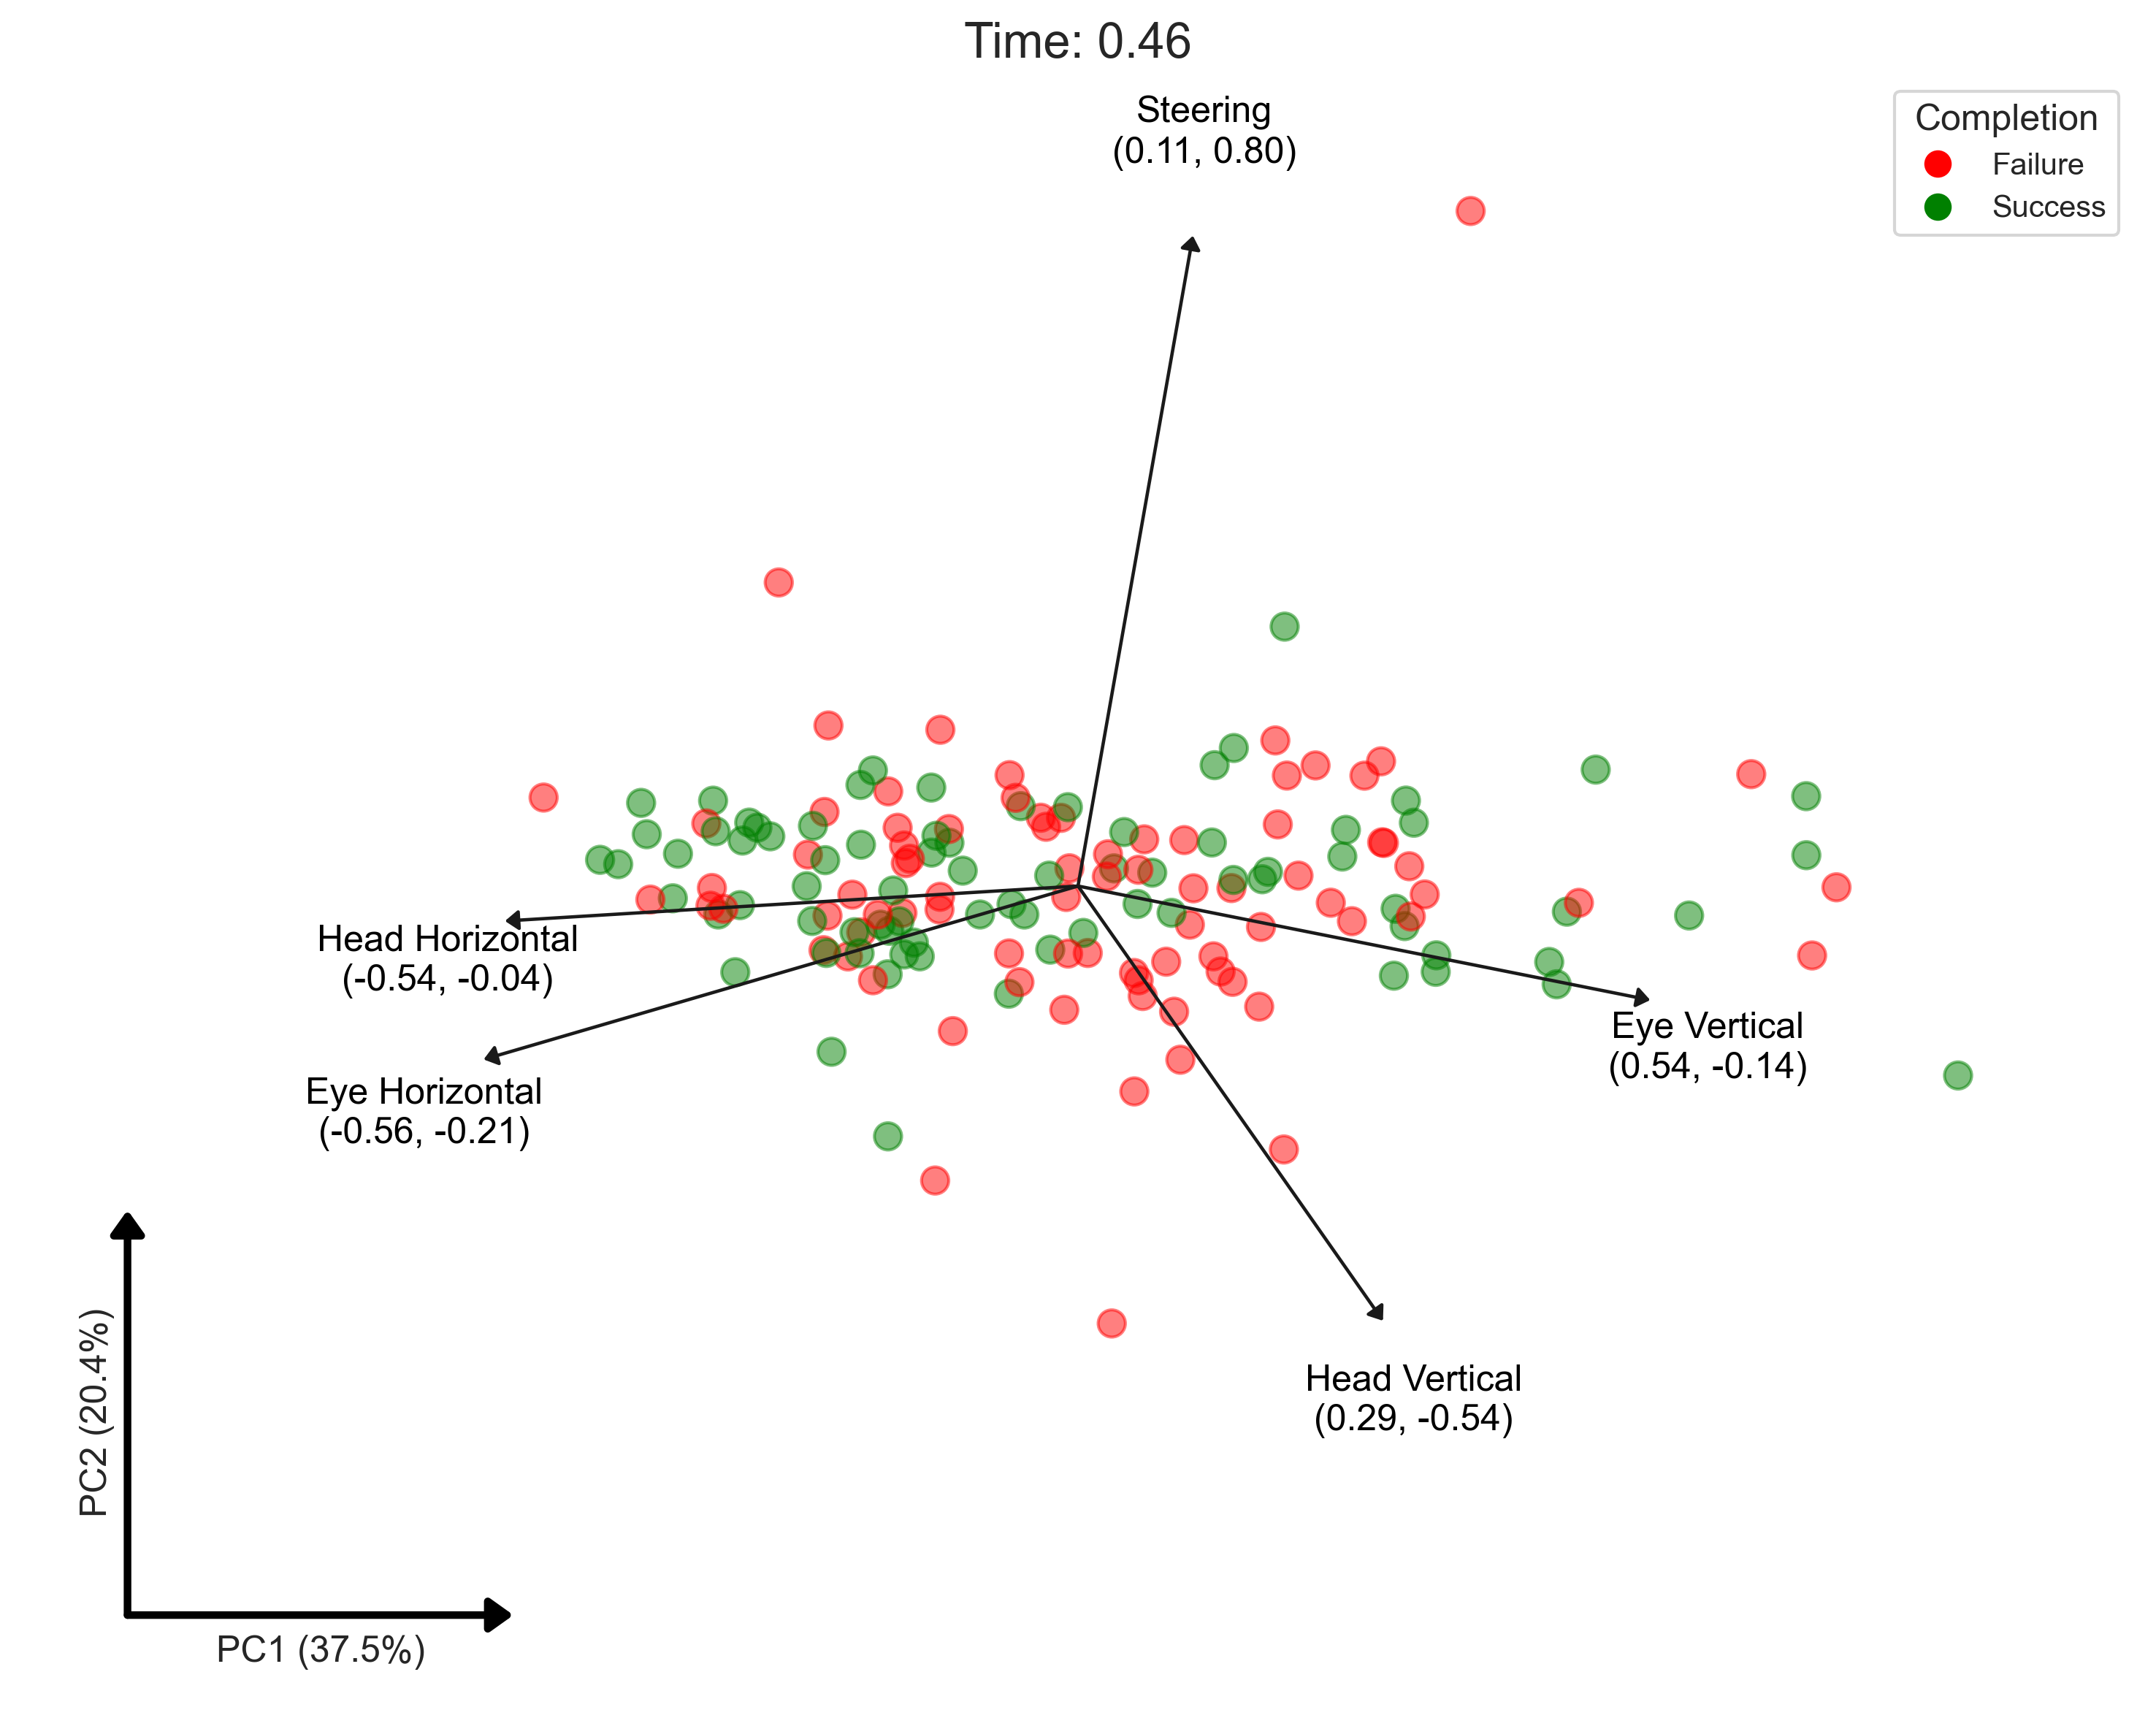 Time: 0.46
Steering
(0.11, 0.80)
Completion
Failure
Success
Head Horizontal
(-0.54, -0.04)
Eye Vertical
(0.54, -0.14)
Eye Horizontal
(-0.56, -0.21)
Head Vertical
(0.29, -0.54)
PC2 (20.4%)
PC1 (37.5%)